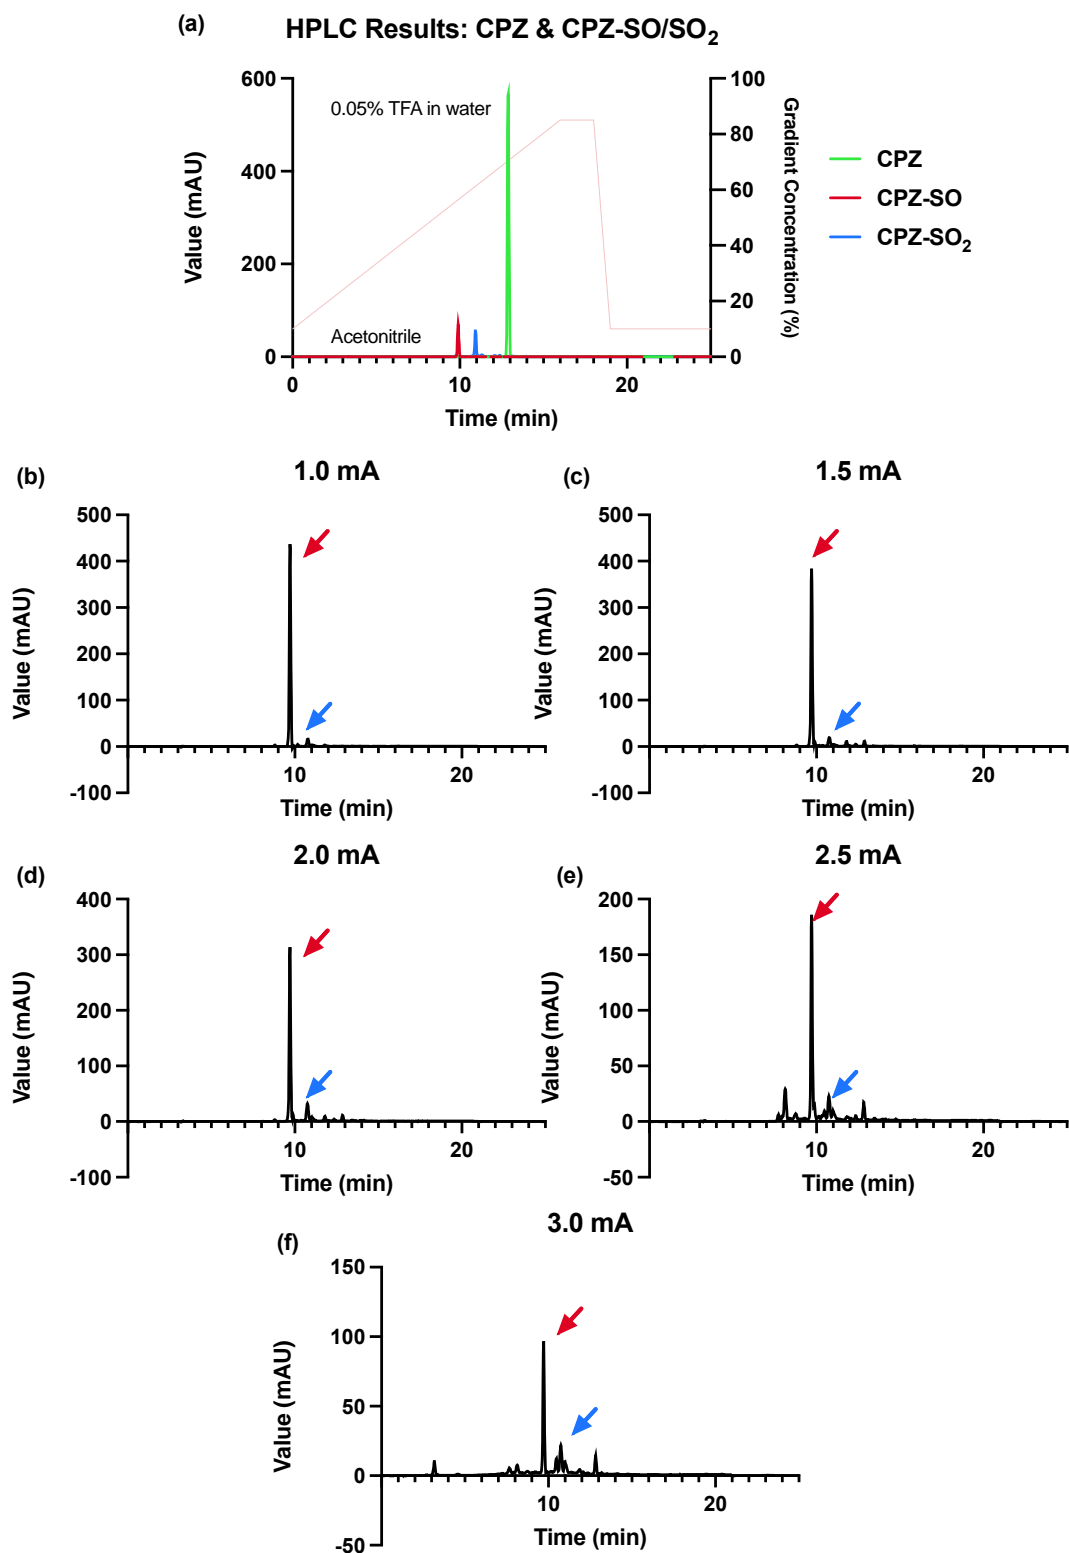 (a)
HPLC Results: CPZ & CPZ-SO/SO₂
600
400
200
0
Value (mAU)
0.05% TFA in water
Acetonitrile
100
80
60
40
20
0
Gradient Concentration (%)
0
10
20
Time (min)
CPZ
CPZ-SO
CPZ-SO₂
(b)
1.0 mA
500
400
300
200
100
0
-100
Value (mAU)
10
20
Time (min)
(c)
1.5 mA
500
400
300
200
100
0
-100
Value (mAU)
10
20
Time (min)
(d)
2.0 mA
400
300
200
100
0
-100
Value (mAU)
10
20
Time (min)
(e)
2.5 mA
200
150
100
50
0
-50
Value (mAU)
10
20
Time (min)
(f)
3.0 mA
150
100
50
0
-50
Value (mAU)
10
20
Time (min)